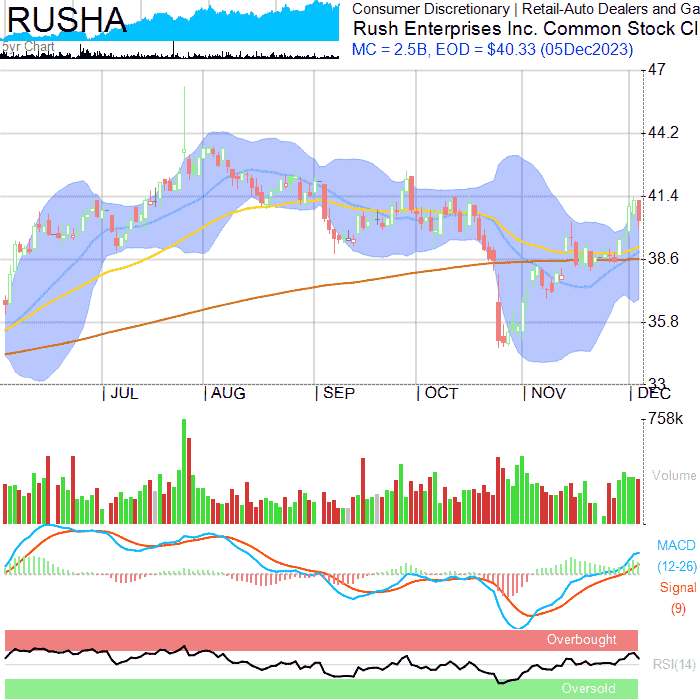 RUSHA
5yr Chart
Consumer Discretionary | Retail-Auto Dealers and Ga
Rush Enterprises Inc. Common Stock Cl
MC = 2.5B, EOD = $40.33 (05Dec2023)
47
44.2
41.4
38.6
35.8
33
JUL
AUG
SEP
OCT
NOV
DEC
758k
Volume
MACD
(12-26)
Signal
(9)
Overbought
RSI(14)
Oversold